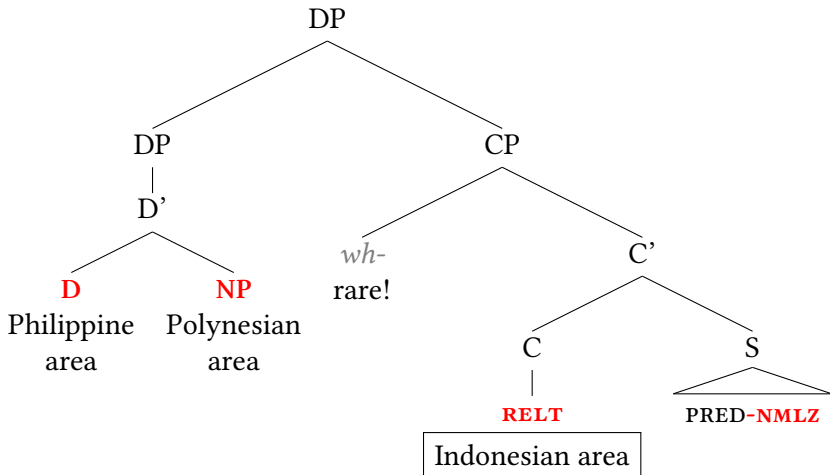 DP
DP CP
D’
wh- C’
D NP rare!
Philippine Polynesian
area area
C S
RELT PRED-NMLZ
Indonesian area